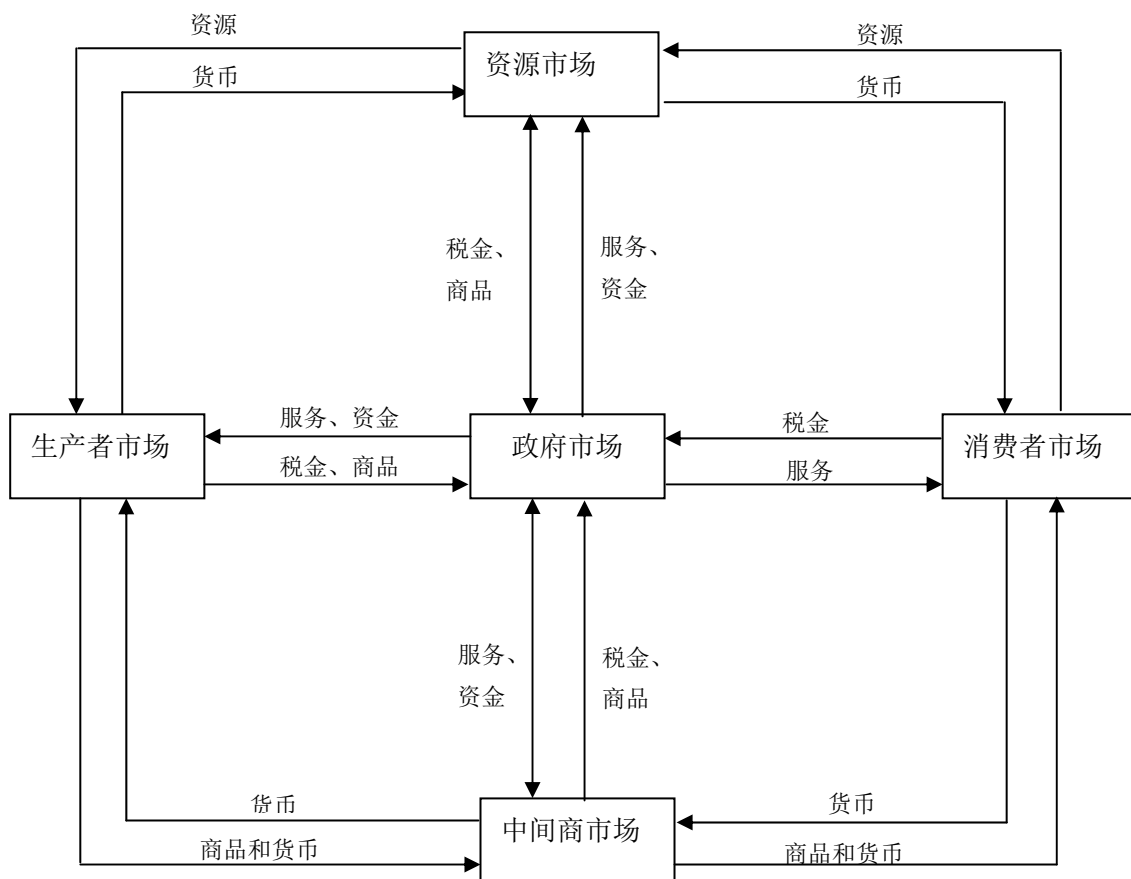 资源
资源市场
资源
货币
货币
税金、
商品
服务、
资金
生产者市场
服务、资金
税金、商品
政府市场
税金
服务
消费者市场
服务、
资金
税金、
商品
货币
商品和货币
中间商市场
货币
商品和货币